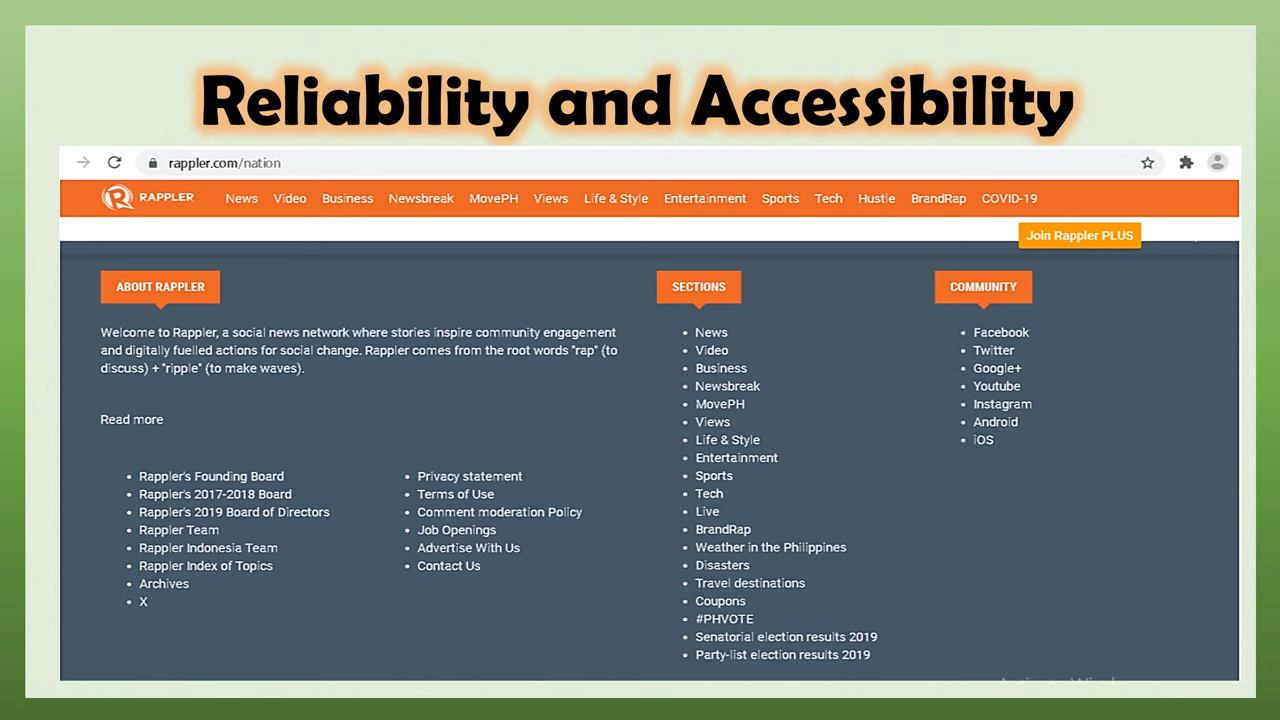 Reliability and Accessibility
rappler.com/nation
RAPPLER News Video Business Newsbreak MovePH Views Life & Style Entertainment Sports Tech Hustle BrandRap COVID-19
Join Rappler PLUS
ABOUT RAPPLER
Welcome to Rappler, a social news network where stories inspire community engagement
and digitally fuelled actions for social change. Rappler comes from the root words "rap" (to
discuss) + "ripple" (to make waves).
Read more
• Rappler's Founding Board
• Rappler's 2017-2018 Board
• Rappler's 2019 Board of Directors
• Rappler Team
• Rappler Indonesia Team
• Rappler Index of Topics
• Archives
• X
• Privacy statement
• Terms of Use
• Comment moderation Policy
• Job Openings
• Advertise With Us
• Contact Us
SECTIONS
• News
• Video
• Business
• Newsbreak
• MovePH
• Views
• Life & Style
• Entertainment
• Sports
• Tech
• Live
• BrandRap
• Weather in the Philippines
• Disasters
• Travel destinations
• Coupons
• #PHVOTE
• Senatorial election results 2019
• Party-list election results 2019
COMMUNITY
• Facebook
• Twitter
• Google+
• Youtube
• Instagram
• Android
• iOS